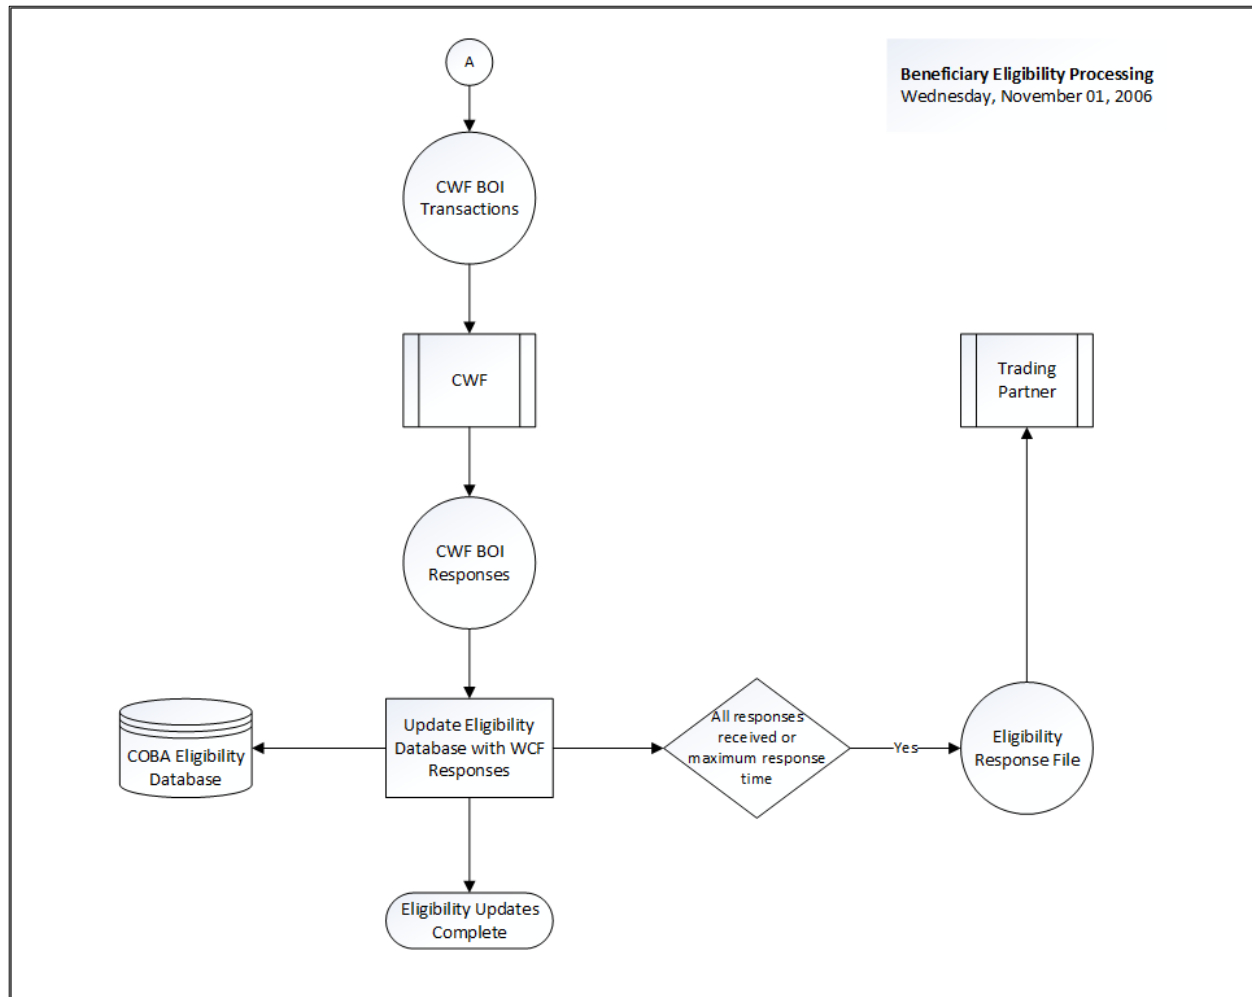 A
Beneficiary Eligibility Processing
Wednesday, November 01, 2006
CWF BOI
Transactions
CWF
Trading
Partner
CWF BOI
Responses
COBA Eligibility
Database
Update Eligibility
Database with WCF
Responses
All responses
received or
maximum response
time
Yes
Eligibility
Response File
Eligibility Updates
Complete